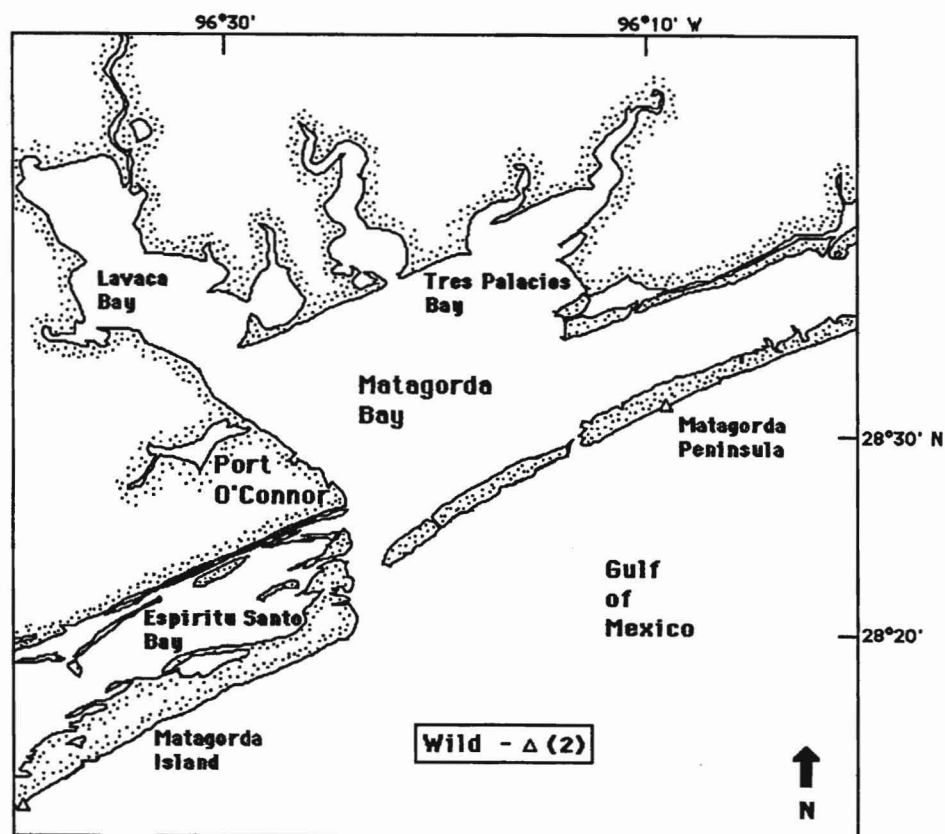 96°30'
96°10' W
Lavaca
Bay
Tres Palacios
Bay
Matagorda
Bay
Matagorda
Peninsula
28°30' N
Port
O'Connor
Gulf
of
Mexico
Espiritu Santo
Bay
28°20'
Matagorda
Island
Wild - △ (2)
N